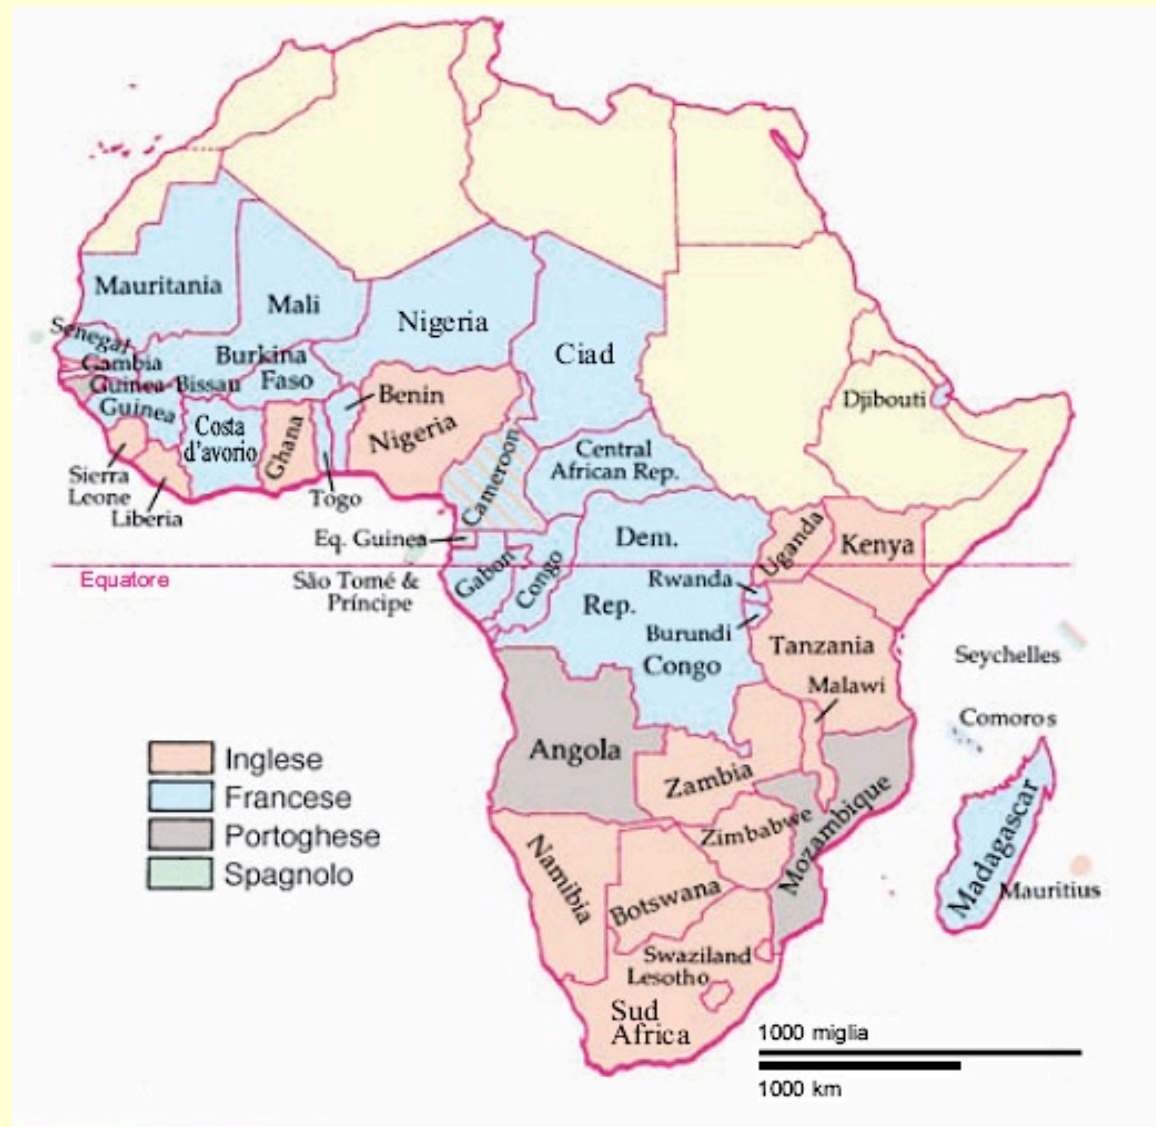 Mauritania
Mali
Nigeria
Ciad
Senegal
Gambia
Guinea-Bissau
Guinea
Burkina
Faso
Benin
Nigeria
Costa
d'avorio
Ghana
Togo
Sierra
Leone
Liberia
Cameroon
Central
African Rep.
Djibouti
Eq. Guinea
Equatore
São Tomé &
Príncipe
Gabon
Congo
Dem.
Rep.
Congo
Uganda
Kenya
Rwanda
Burundi
Tanzania
Malawi
Seychelles
Comoros
Angola
Zambia
Zimbabwe
Mozambique
Madagascar
Mauritius
Namibia
Botswana
Swaziland
Lesotho
Sud
Africa
Inglese
Francese
Portoghese
Spagnolo
1000 miglia
1000 km